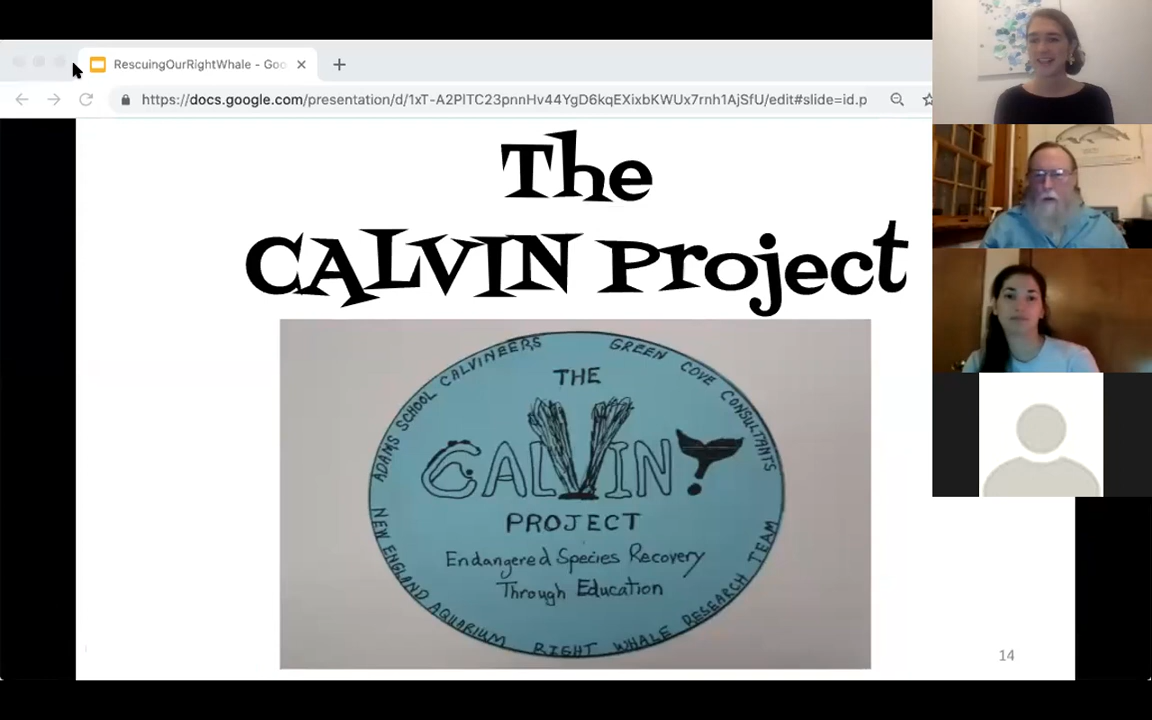 RescuingOurRightWhale - Goo
https://docs.google.com/presentation/d/1xT-A2PlTC23pnnHv44YgD6kqEXixbKWUx7rnh1AjSfU/edit#slide=id.p
The
CALVIN Project
ADAMS SCHOOL CALVINEERS
GREEN COVE CONSULTANTS
THE
CALVIN?
PROJECT
Endangered Species Recovery
Through Education
NEW ENGLAND AQUARIUM RIGHT WHALE RESEARCH TEAM
14